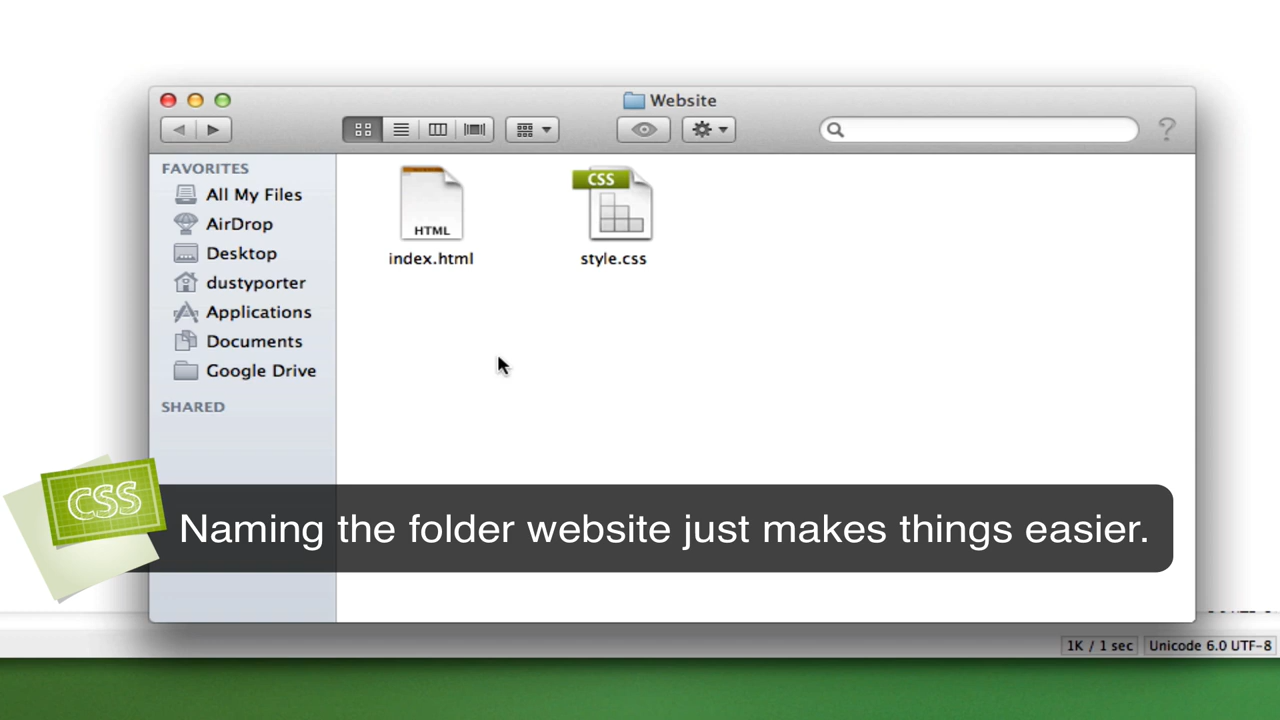 Website
FAVORITES
All My Files
AirDrop
Desktop
dustyporter
Applications
Documents
Google Drive
SHARED
HTML
index.html
CSS
style.css
CSS
Naming the folder website just makes things easier.
1K / 1 sec
Unicode 6.0 UTF-8